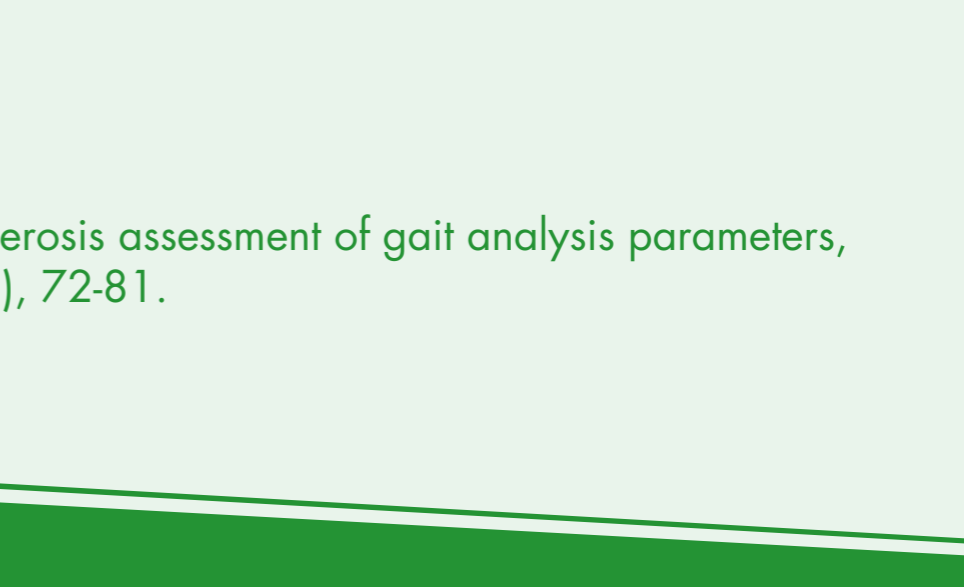 erosis assessment of gait analysis parameters,
), 72-81.